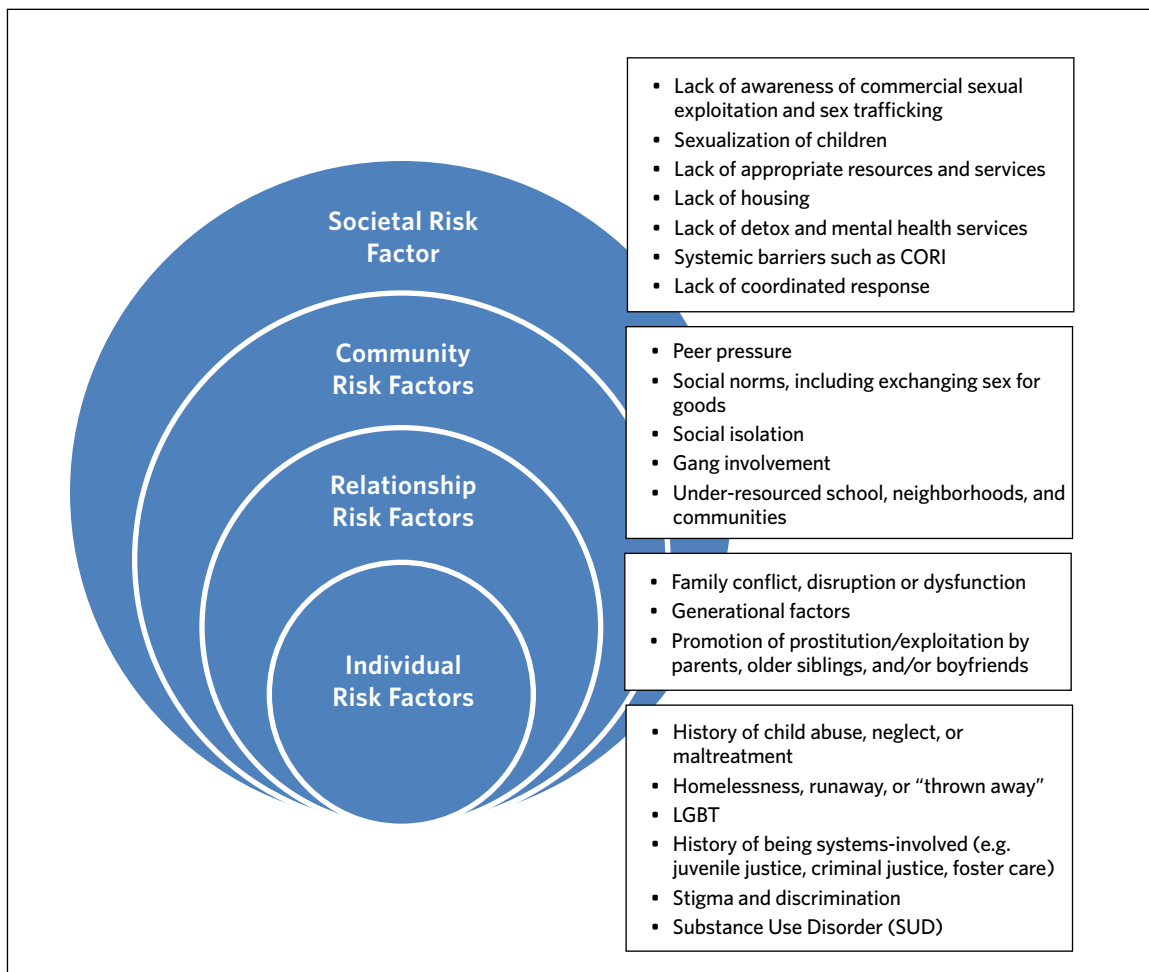 Societal Risk
Factor
▪ Lack of awareness of commercial sexual
exploitation and sex trafficking
▪ Sexualization of children
▪ Lack of appropriate resources and services
▪ Lack of housing
▪ Lack of detox and mental health services
▪ Systemic barriers such as CORI
▪ Lack of coordinated response
Community
Risk Factors
▪ Peer pressure
▪ Social norms, including exchanging sex for
goods
▪ Social isolation
▪ Gang involvement
▪ Under-resourced school, neighborhoods, and
communities
Relationship
Risk Factors
▪ Family conflict, disruption or dysfunction
▪ Generational factors
▪ Promotion of prostitution/exploitation by
parents, older siblings, and/or boyfriends
Individual
Risk Factors
▪ History of child abuse, neglect, or
maltreatment
▪ Homelessness, runaway, or “thrown away”
▪ LGBT
▪ History of being systems-involved (e.g.
juvenile justice, criminal justice, foster care)
▪ Stigma and discrimination
▪ Substance Use Disorder (SUD)